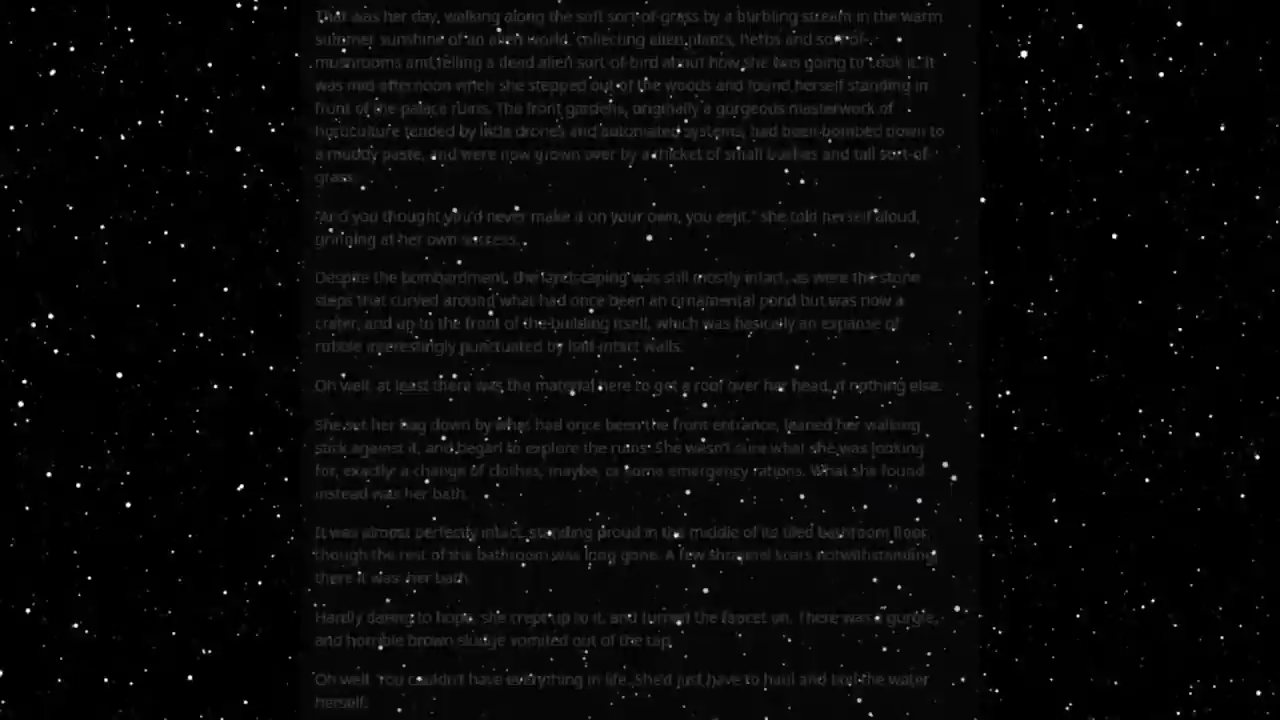 That was her day, walking along the soft sort-of-grass by a burbling stream in the warm
summer sunshine of an alien world, collecting alien plants, herbs and sort-of-
mushrooms and telling a dead alien sort-of-bird about how she was going to cook it. It
was mid afternoon when she stepped out of the woods and found herself standing in
front of the palace ruins. The front gardens, originally a gorgeous masterwork of
horticulture tended by little drones and automated systems, had been bombed down to
a muddy paste, and were now grown over by a thicket of small bushes and tall sort-of-
grass.
"And you thought you'd never make it on your own, you eejit." she told herself aloud,
grinning at her own success.
Despite the bombardment, the landscaping was still mostly intact, as were the stone
steps that curved around what had once been an ornamental pond but was now a
crater, and up to the front of the building itself, which was basically an expanse of
rubble interestingly punctuated by half-intact walls.
Oh well, at least there was the material here to get a roof over her head, if nothing else.
She set her bag down by what had once been the front entrance, leaned her walking
stick against it, and began to explore the ruins. She wasn't sure what she was looking
for, exactly a change of clothes, maybe, or some emergency rations. What she found
instead was her bath.
It was almost perfectly intact, standing proud in the middle of its tiled bathroom floor,
though the rest of the bathroom was long gone. A few shrapnel scars notwithstanding,
there it was: her bath.
Hardly daring to hope, she crept up to it, and turned the faucet on. There was a gurgle,
and horrible brown sludge vomited out of the tap.
Oh well. You couldn't have everything in life. She'd just have to haul and the water
herself.